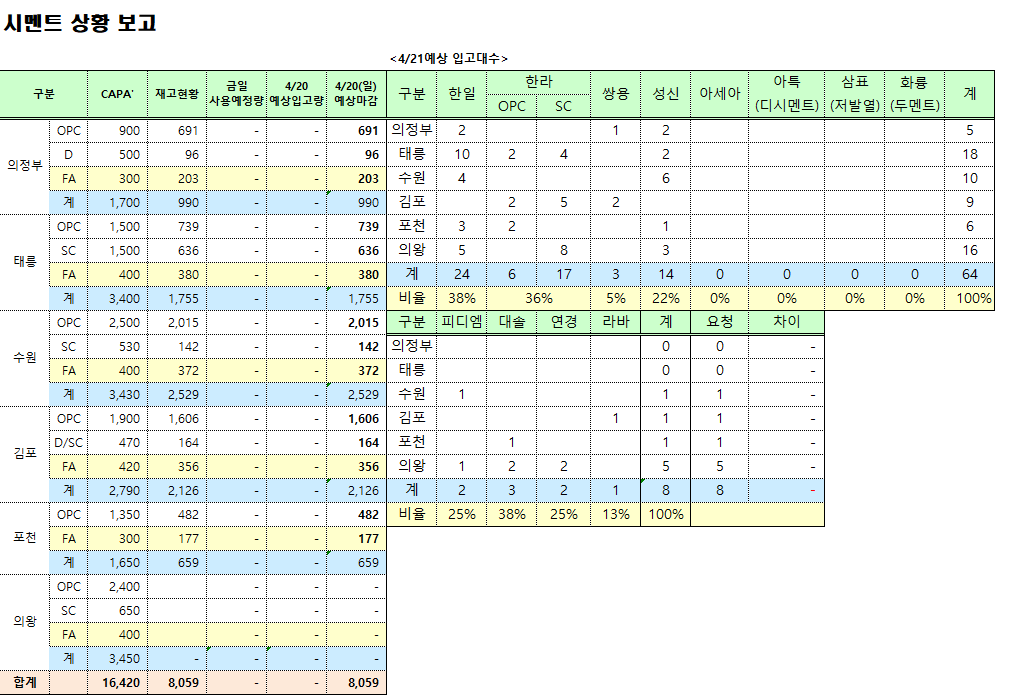 시멘트 상황 보고
<4/21예상 입고대수>
구분 CAPA' 재고현황 금일 사용예정량 4/20 예상입고량 4/20(일) 예상마감
의정부 OPC 900 691 - - 691
D 500 96 - - 96
FA 300 203 - - 203
계 1,700 990 - - 990
태릉 OPC 1,500 739 - - 739
SC 1,500 636 - - 636
FA 400 380 - - 380
계 3,400 1,755 - - 1,755
수원 OPC 2,500 2,015 - - 2,015
SC 530 142 - - 142
FA 400 372 - - 372
계 3,430 2,529 - - 2,529
김포 OPC 1,900 1,606 - - 1,606
D/SC 470 164 - - 164
FA 420 356 - - 356
계 2,790 2,126 - - 2,126
포천 OPC 1,350 482 - - 482
FA 300 177 - - 177
계 1,650 659 - - 659
의왕 OPC 2,400 - - -
SC 650 - - -
FA 400 - - -
계 3,450 - - - -
합계 16,420 8,059 - - 8,059
구분 한일 한라 쌍용 성신 아세아 아특 (디시멘트) 삼표 (저발열) 화룡 (두멘트) 계
OPC SC
의정부 2 1 2 5
태릉 10 2 4 2 18
수원 4 6 10
김포 2 5 2 9
포천 3 2 1 6
의왕 5 8 3 16
계 24 6 17 3 14 0 0 0 0 64
비율 38% 36% 5% 22% 0% 0% 0% 0% 100%
구분 피디엠 대솔 연경 라바 계 요청 차이
의정부 0 0 -
태릉 0 0 -
수원 1 1 1 -
김포 1 1 1 -
포천 1 1 1 -
의왕 1 2 2 5 5 -
계 2 3 2 1 8 8 -
비율 25% 38% 25% 13% 100%